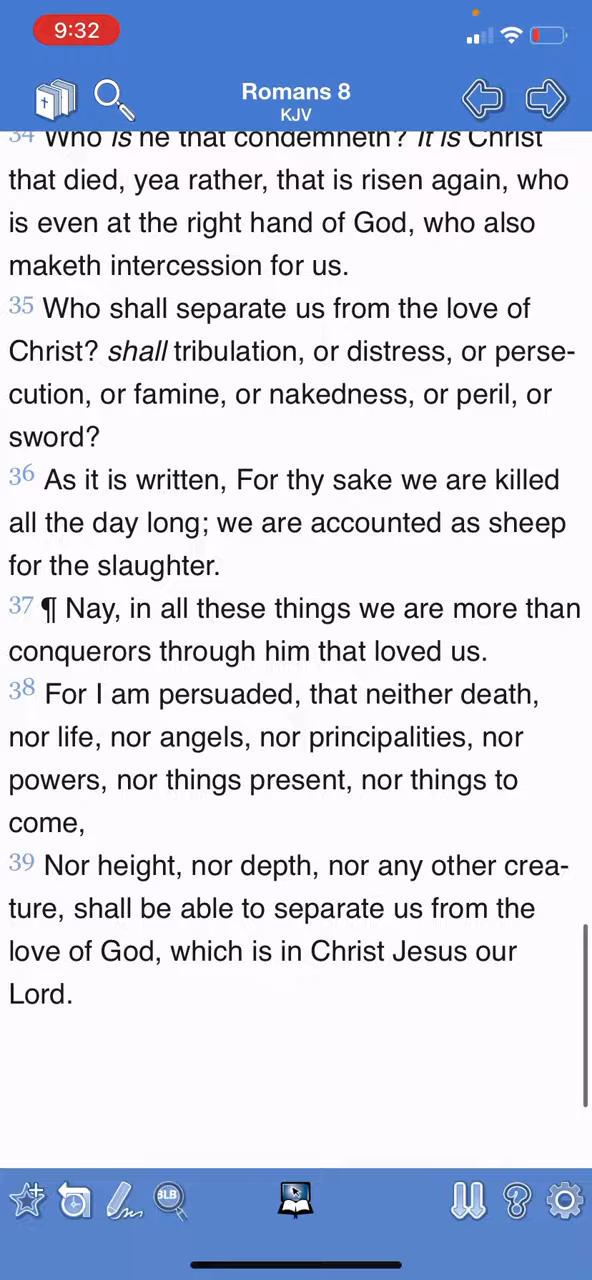 9:32
Romans 8
KJV
34 Who is he that condemneth? It is Christ
that died, yea rather, that is risen again, who
is even at the right hand of God, who also
maketh intercession for us.
35 Who shall separate us from the love of
Christ? shall tribulation, or distress, or perse-
cution, or famine, or nakedness, or peril, or
sword?
36 As it is written, For thy sake we are killed
all the day long; we are accounted as sheep
for the slaughter.
37 ¶ Nay, in all these things we are more than
conquerors through him that loved us.
38 For I am persuaded, that neither death,
nor life, nor angels, nor principalities, nor
powers, nor things present, nor things to
come,
39 Nor height, nor depth, nor any other crea-
ture, shall be able to separate us from the
love of God, which is in Christ Jesus our
Lord.
BLB